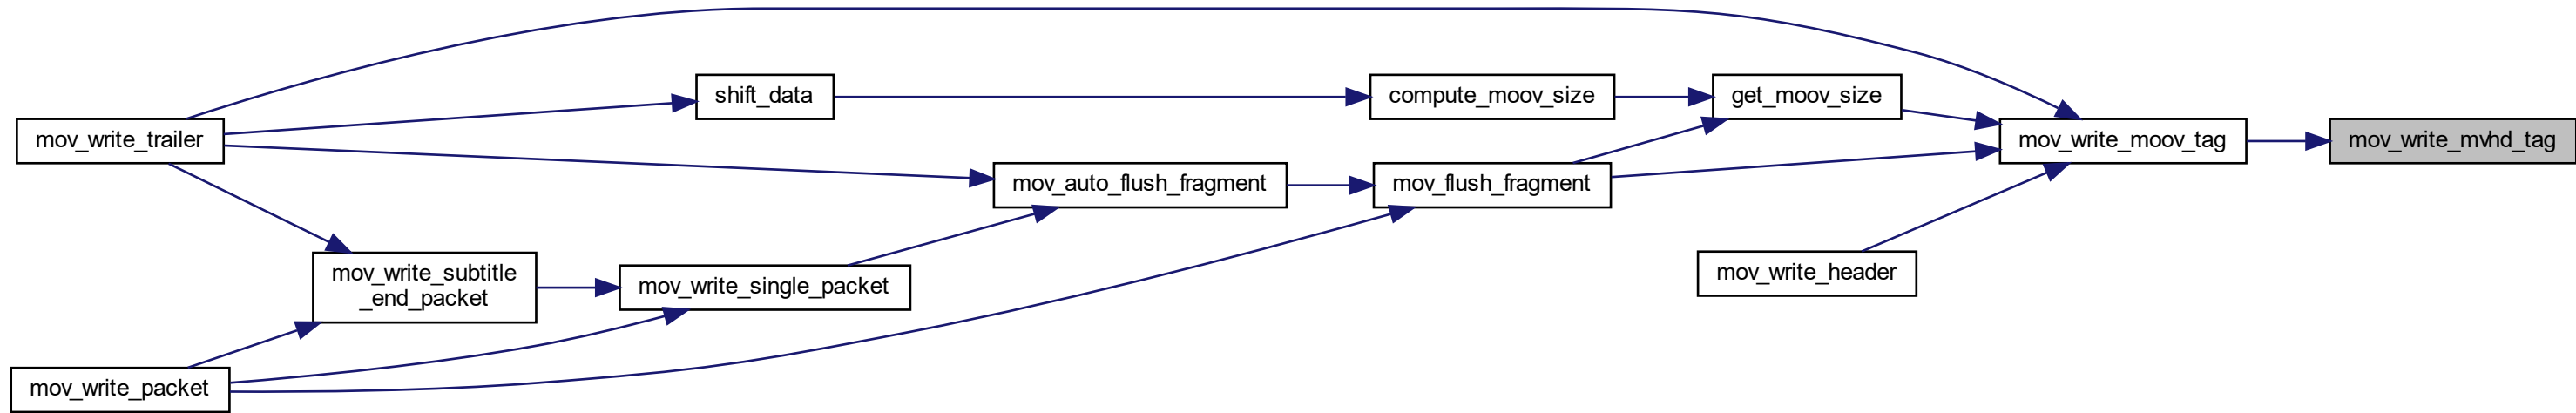 shift_data
compute_moov_size
get_moov_size
mov_write_trailer
mov_write_moov_tag
mov_write_mvhd_tag
mov_auto_flush_fragment
mov_flush_fragment
mov_write_subtitle
_end_packet
mov_write_single_packet
mov_write_header
mov_write_packet